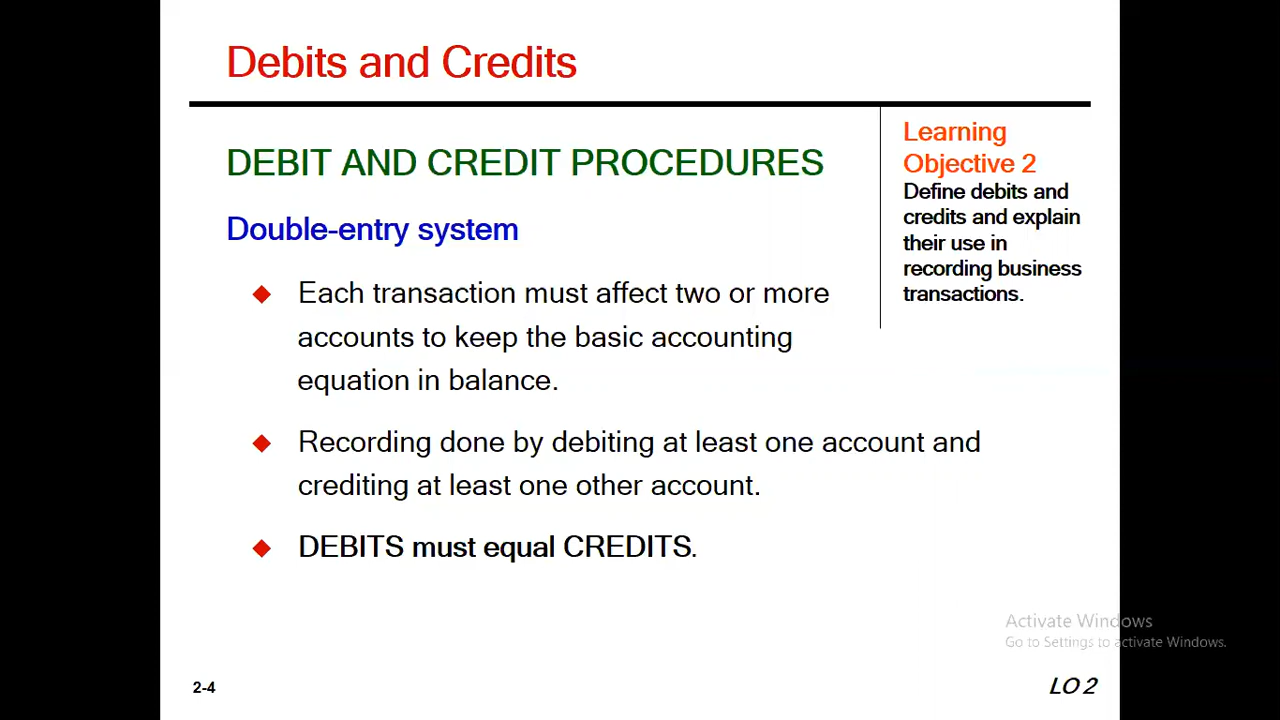 Debits and Credits
DEBIT AND CREDIT PROCEDURES
Double-entry system
Each transaction must affect two or more
accounts to keep the basic accounting
equation in balance.
Recording done by debiting at least one account and
crediting at least one other account.
DEBITS must equal CREDITS.
Learning
Objective 2
Define debits and
credits and explain
their use in
recording business
transactions.
Activate Windows
Go to Settings to activate Windows.
2-4
LO 2